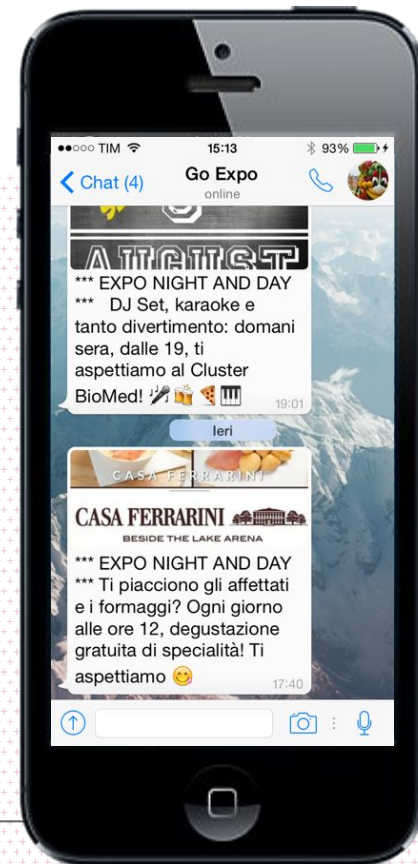 TIM 15:13 93%
Chat (4) Go Expo
online
AUGUST
*** EXPO NIGHT AND DAY
*** DJ Set, karaoke e
tanto divertimento: domani
sera, dalle 19, ti
aspettiamo al Cluster
BioMed! 🎤🍻🍕🎹 19:01
Ieri
CASA FERRARINI
CASA FERRARINI
BESIDE THE LAKE ARENA
*** EXPO NIGHT AND DAY
*** Ti piacciono gli affettati
e i formaggi? Ogni giorno
alle ore 12, degustazione
gratuita di specialità! Ti
aspettiamo 😋 17:40